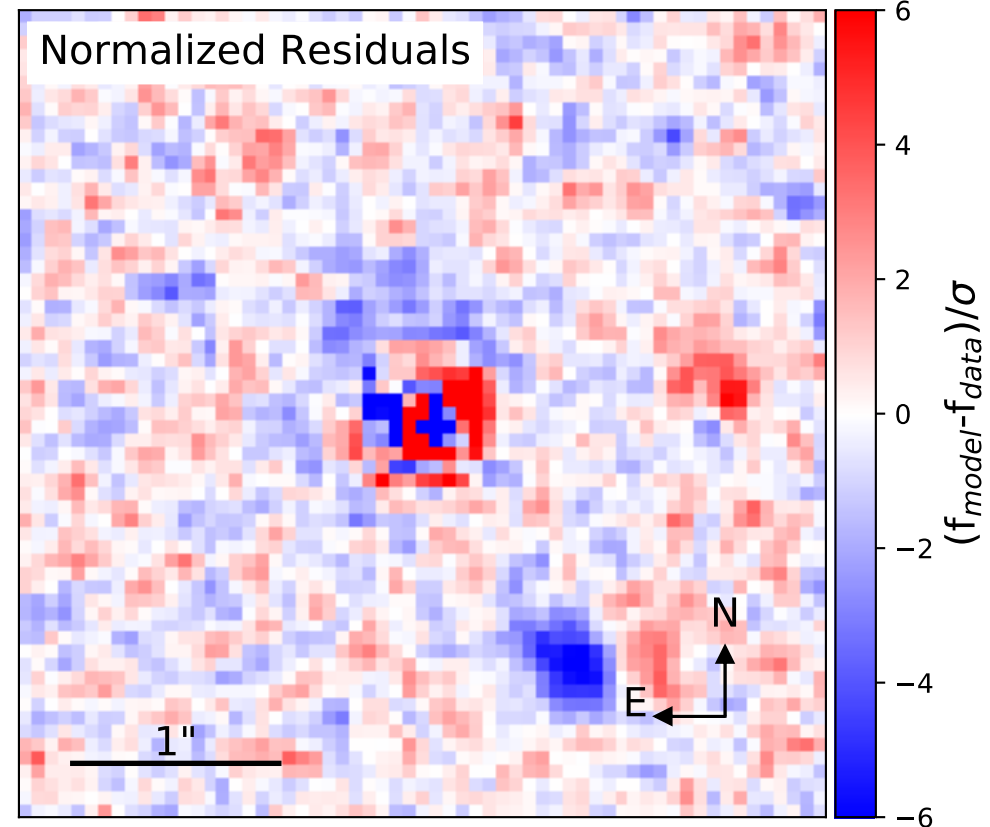 Normalized Residuals
6
4
2
0
−2
−4
−6
(f_model-f_data)/σ
N
E
1"